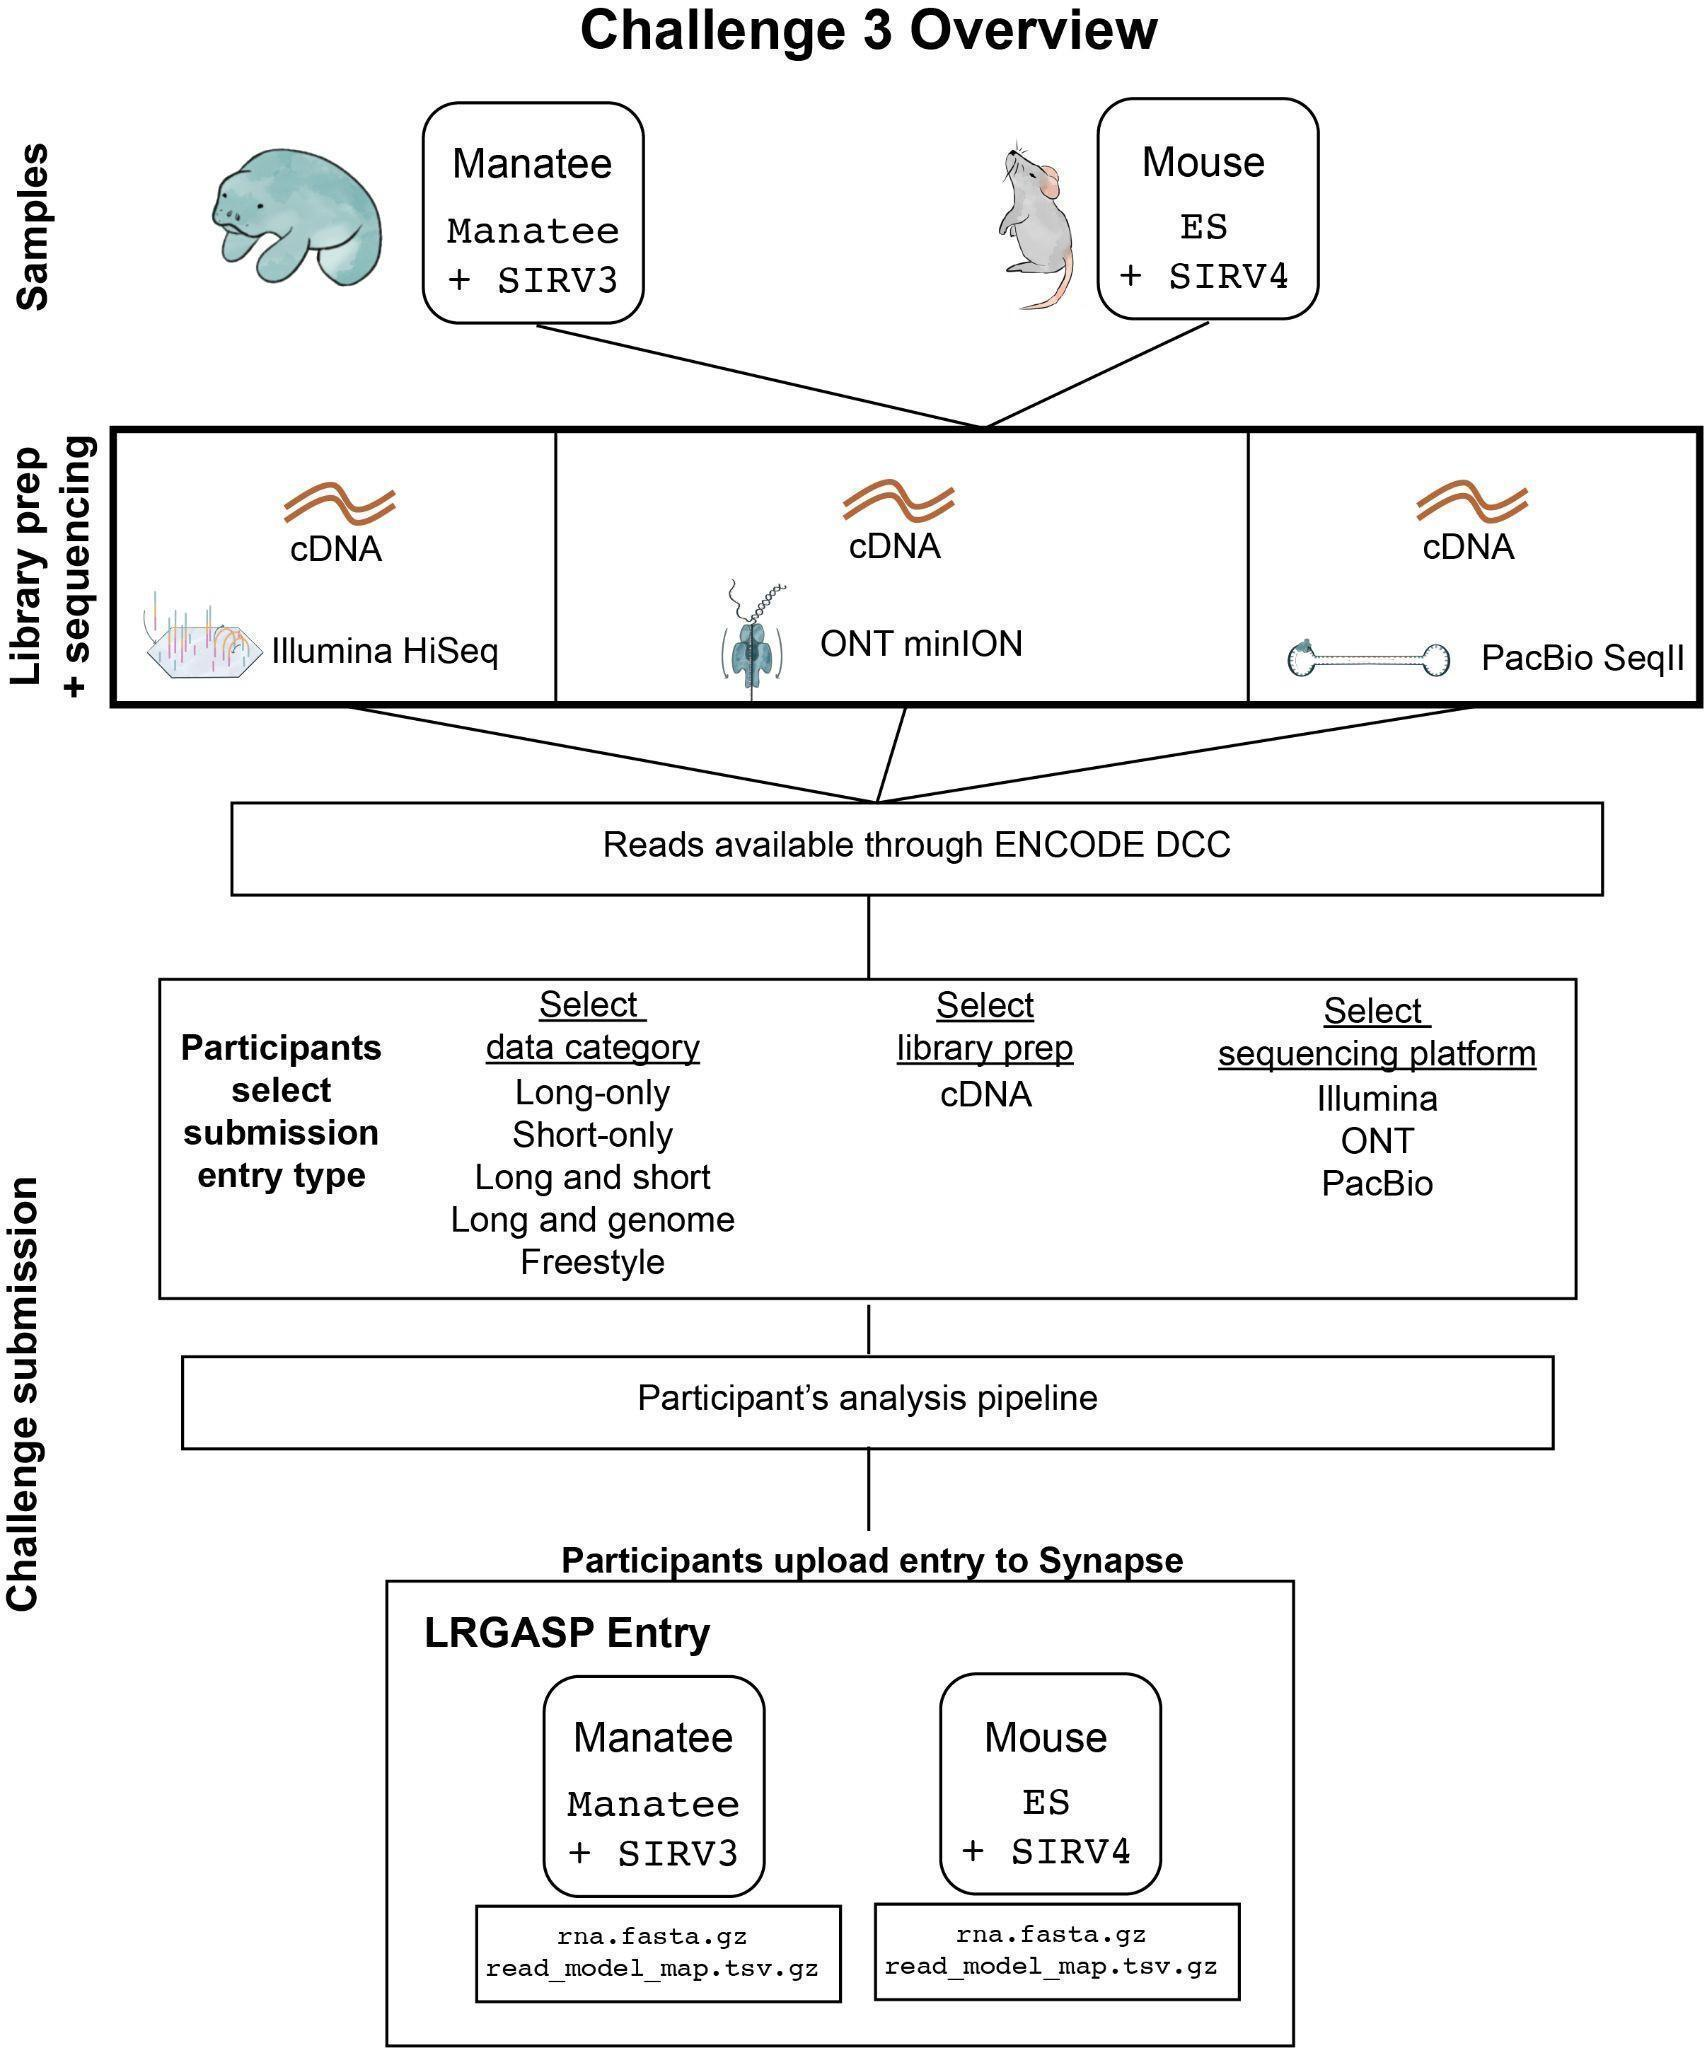 Challenge 3 Overview
Samples
Manatee
Manatee
+ SIRV3
Mouse
ES
+ SIRV4
Library prep
+ sequencing
cDNA
Illumina HiSeq
cDNA
ONT minION
cDNA
PacBio SeqII
Reads available through ENCODE DCC
Challenge submission
Participants
select
submission
entry type
Select
data category
Long-only
Short-only
Long and short
Long and genome
Freestyle
Select
library prep
cDNA
Select
sequencing platform
Illumina
ONT
PacBio
Participant’s analysis pipeline
Participants upload entry to Synapse
LRGASP Entry
Manatee
Manatee
+ SIRV3
rna.fasta.gz
read_model_map.tsv.gz
Mouse
ES
+ SIRV4
rna.fasta.gz
read_model_map.tsv.gz